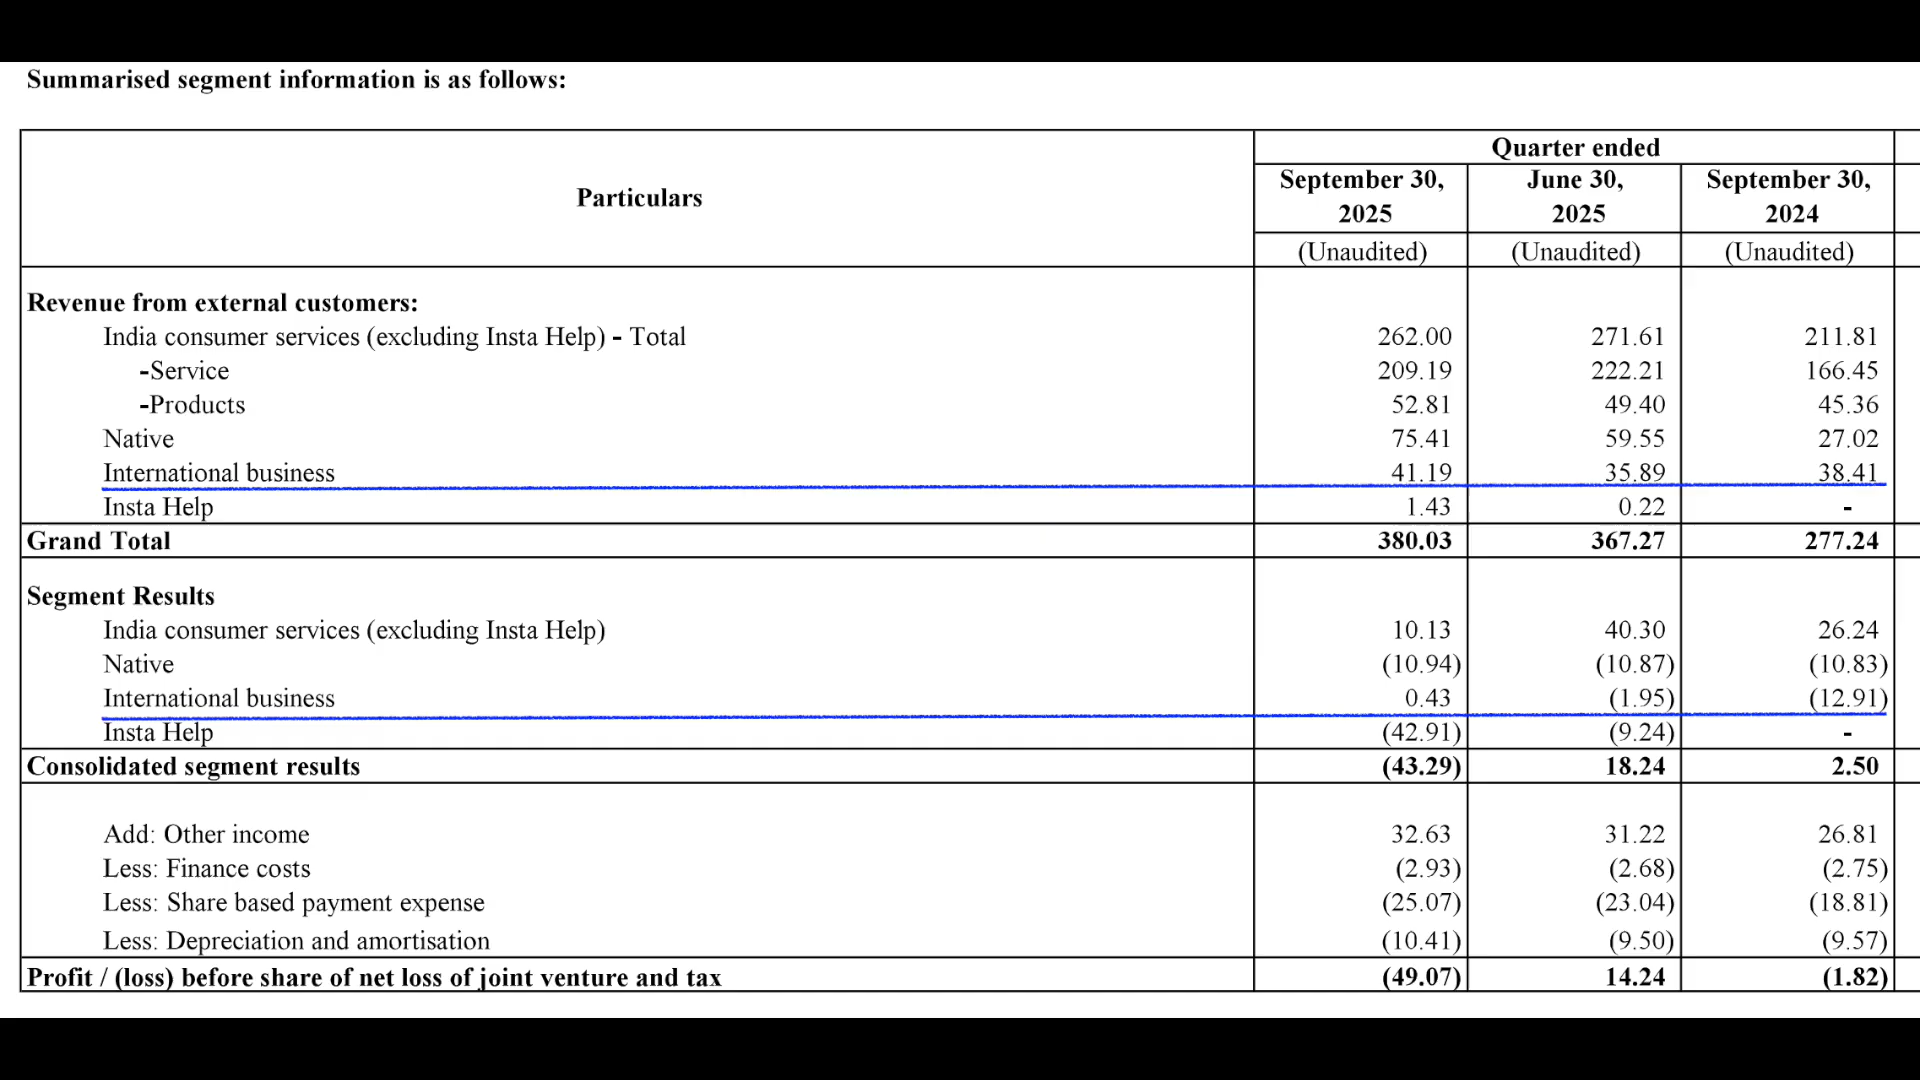 Summarised segment information is as follows:
Particulars
Quarter ended
September 30, 2025
June 30, 2025
September 30, 2024
(Unaudited) (Unaudited) (Unaudited)
Revenue from external customers:
India consumer services (excluding Insta Help) - Total 262.00 271.61 211.81
-Service 209.19 222.21 166.45
-Products 52.81 49.40 45.36
Native 75.41 59.55 27.02
International business 41.19 35.89 38.41
Insta Help 1.43 0.22 -
Grand Total 380.03 367.27 277.24
Segment Results
India consumer services (excluding Insta Help) 10.13 40.30 26.24
Native (10.94) (10.87) (10.83)
International business 0.43 (1.95) (12.91)
Insta Help (42.91) (9.24) -
Consolidated segment results (43.29) 18.24 2.50
Add: Other income 32.63 31.22 26.81
Less: Finance costs (2.93) (2.68) (2.75)
Less: Share based payment expense (25.07) (23.04) (18.81)
Less: Depreciation and amortisation (10.41) (9.50) (9.57)
Profit / (loss) before share of net loss of joint venture and tax (49.07) 14.24 (1.82)